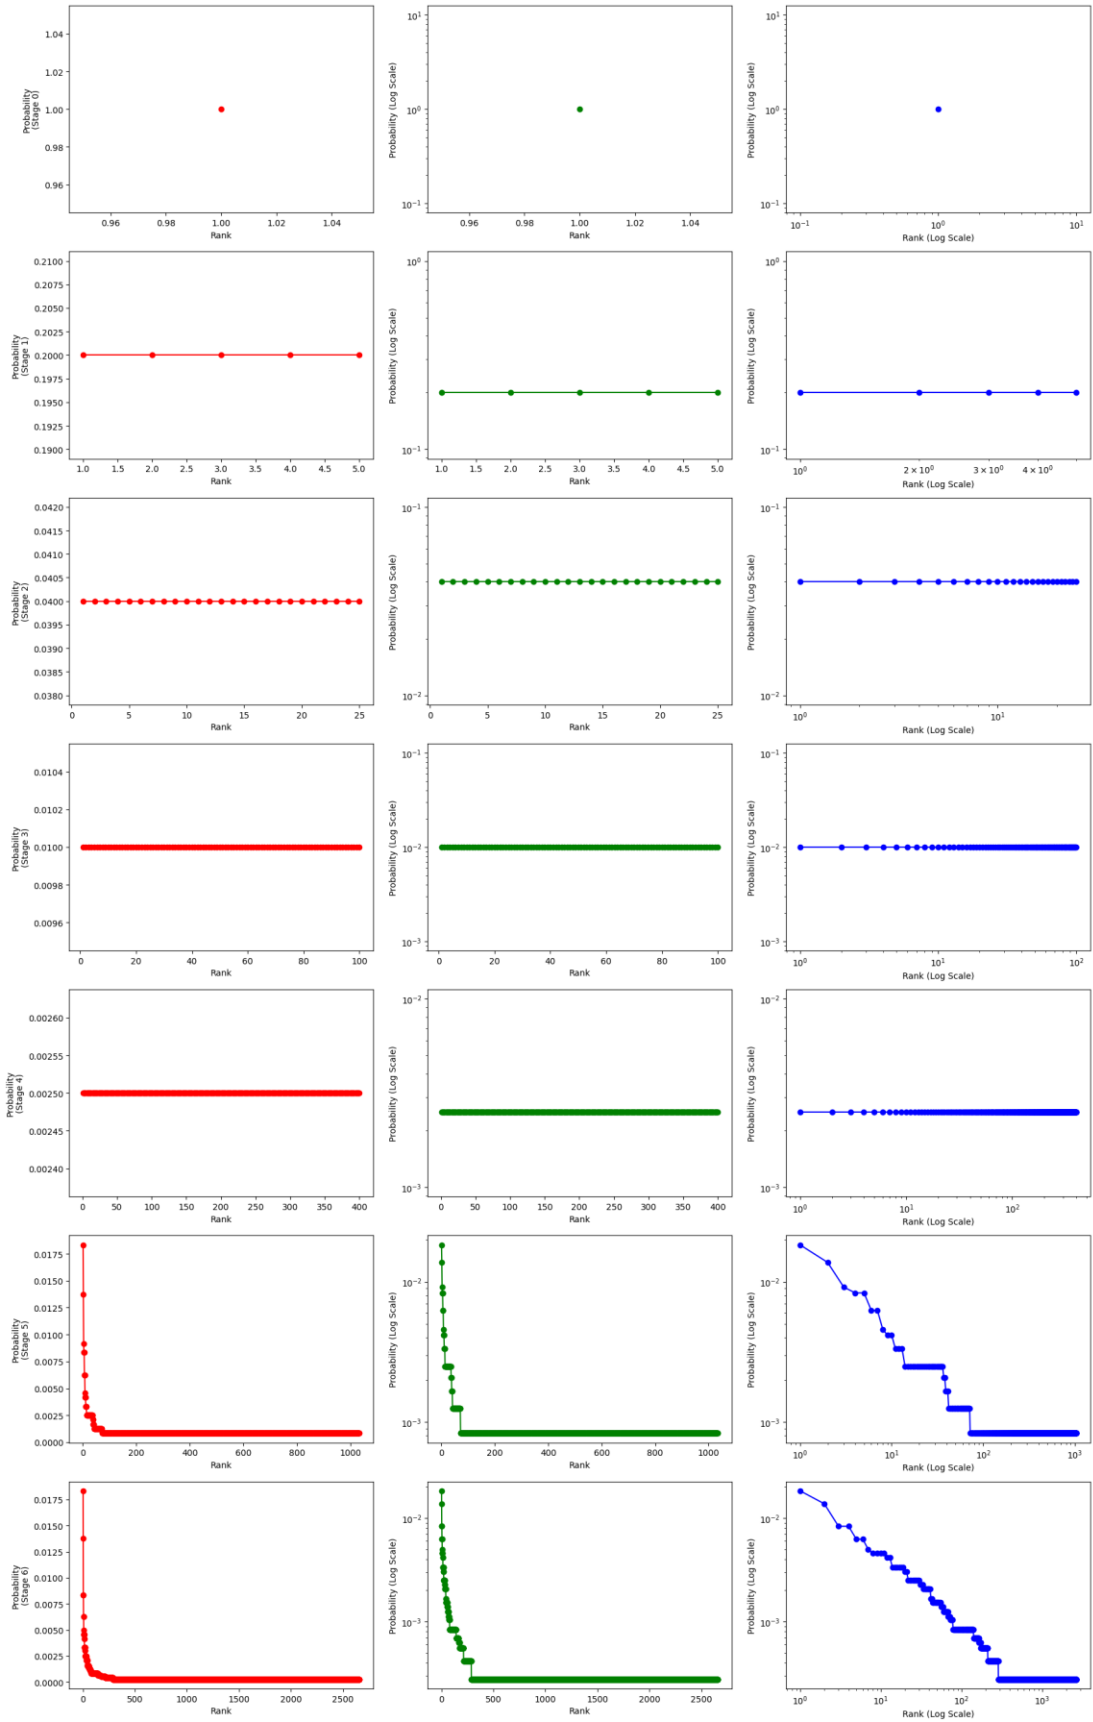 Probability
(Stage 0)
1.04
1.02
1.00
0.98
0.96
0.96 0.98 1.00 1.02 1.04
Rank
Probability (Log Scale)
10¹
10⁰
10⁻¹
0.96 0.98 1.00 1.02 1.04
Rank
Probability (Log Scale)
10¹
10⁰
10⁻¹
10⁻¹ 10⁰ 10¹
Rank (Log Scale)
Probability
(Stage 1)
0.2100
0.2075
0.2050
0.2025
0.2000
0.1975
0.1950
0.1925
0.1900
1.0 1.5 2.0 2.5 3.0 3.5 4.0 4.5 5.0
Rank
Probability (Log Scale)
10⁰
10⁻¹
1.0 1.5 2.0 2.5 3.0 3.5 4.0 4.5 5.0
Rank
Probability (Log Scale)
10⁰
10⁻¹
10⁰ 2 × 10⁰ 3 × 10⁰ 4 × 10⁰
Rank (Log Scale)
Probability
(Stage 2)
0.0420
0.0415
0.0410
0.0405
0.0400
0.0395
0.0390
0.0385
0.0380
0 5 10 15 20 25
Rank
Probability (Log Scale)
10⁻¹
10⁻²
0 5 10 15 20 25
Rank
Probability (Log Scale)
10⁻¹
10⁻²
10⁰ 10¹
Rank (Log Scale)
Probability
(Stage 3)
0.0104
0.0102
0.0100
0.0098
0.0096
0 20 40 60 80 100
Rank
Probability (Log Scale)
10⁻¹
10⁻²
10⁻³
0 20 40 60 80 100
Rank
Probability (Log Scale)
10⁻¹
10⁻²
10⁻³
10⁰ 10¹ 10²
Rank (Log Scale)
Probability
(Stage 4)
0.00260
0.00255
0.00250
0.00245
0.00240
0 50 100 150 200 250 300 350 400
Rank
Probability (Log Scale)
10⁻²
10⁻³
0 50 100 150 200 250 300 350 400
Rank
Probability (Log Scale)
10⁻²
10⁻³
10⁰ 10¹ 10²
Rank (Log Scale)
Probability
(Stage 5)
0.0175
0.0150
0.0125
0.0100
0.0075
0.0050
0.0025
0.0000
0 200 400 600 800 1000
Rank
Probability (Log Scale)
10⁻²
10⁻³
0 200 400 600 800 1000
Rank
Probability (Log Scale)
10⁻²
10⁻³
10⁰ 10¹ 10² 10³
Rank (Log Scale)
Probability
(Stage 6)
0.0175
0.0150
0.0125
0.0100
0.0075
0.0050
0.0025
0.0000
0 500 1000 1500 2000 2500
Rank
Probability (Log Scale)
10⁻²
10⁻³
0 500 1000 1500 2000 2500
Rank
Probability (Log Scale)
10⁻²
10⁻³
10⁰ 10¹ 10² 10³
Rank (Log Scale)